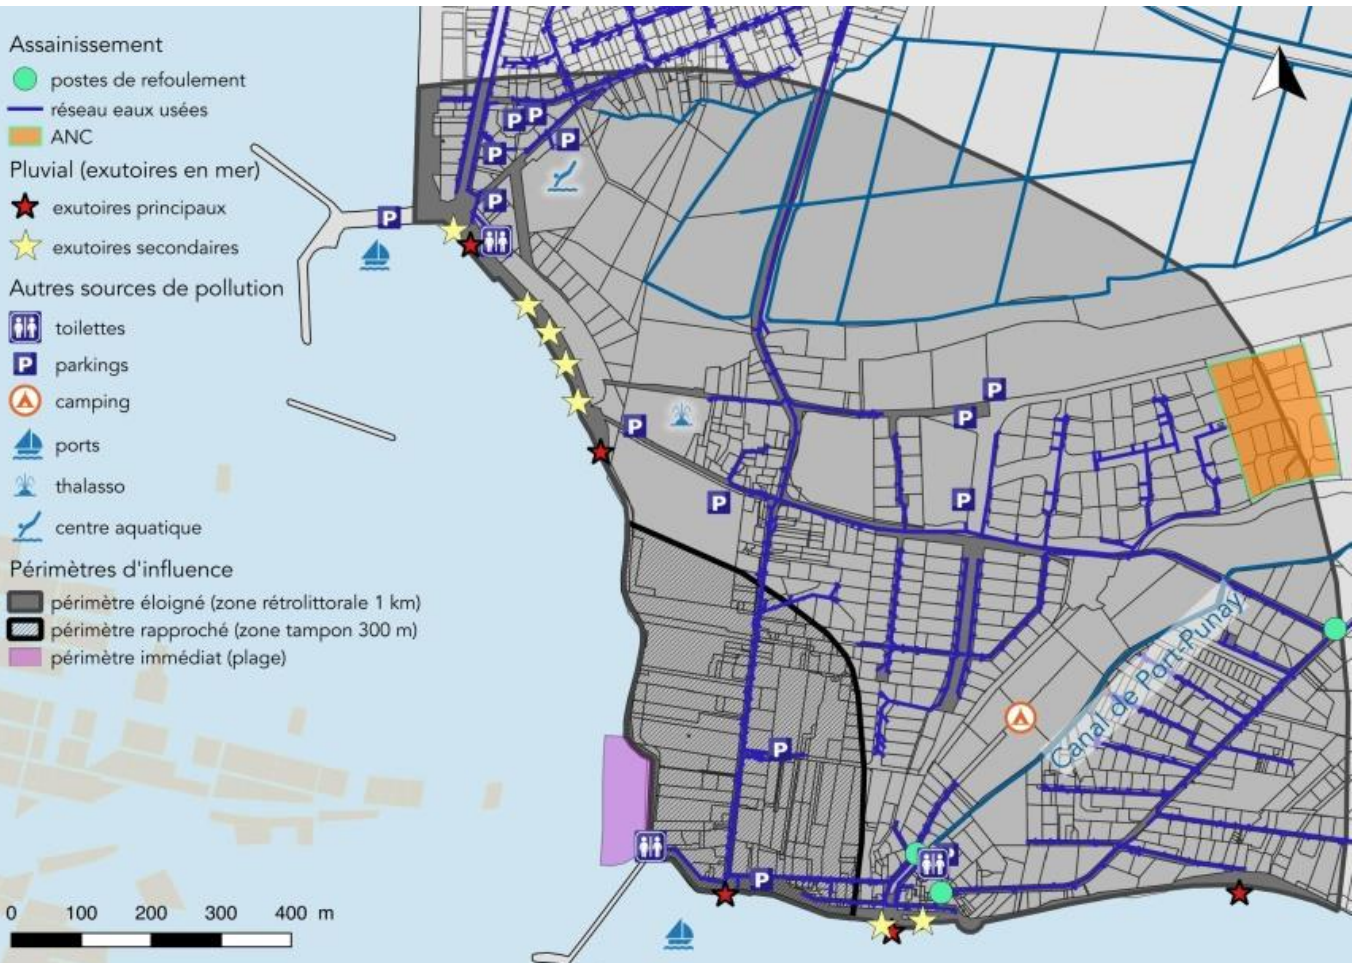 Assainissement
postes de refoulement
réseau eaux usées
ANC
Pluvial (exutoires en mer)
exutoires principaux
exutoires secondaires
Autres sources de pollution
toilettes
P parkings
camping
ports
thalasso
centre aquatique
Périmètres d'influence
périmètre éloigné (zone rétrolittorale 1 km)
périmètre rapproché (zone tampon 300 m)
périmètre immédiat (plage)
0 100 200 300 400 m
P P
P
P
P
P
P
P
P
P
P
P
P
P
Canal de Port-Punay